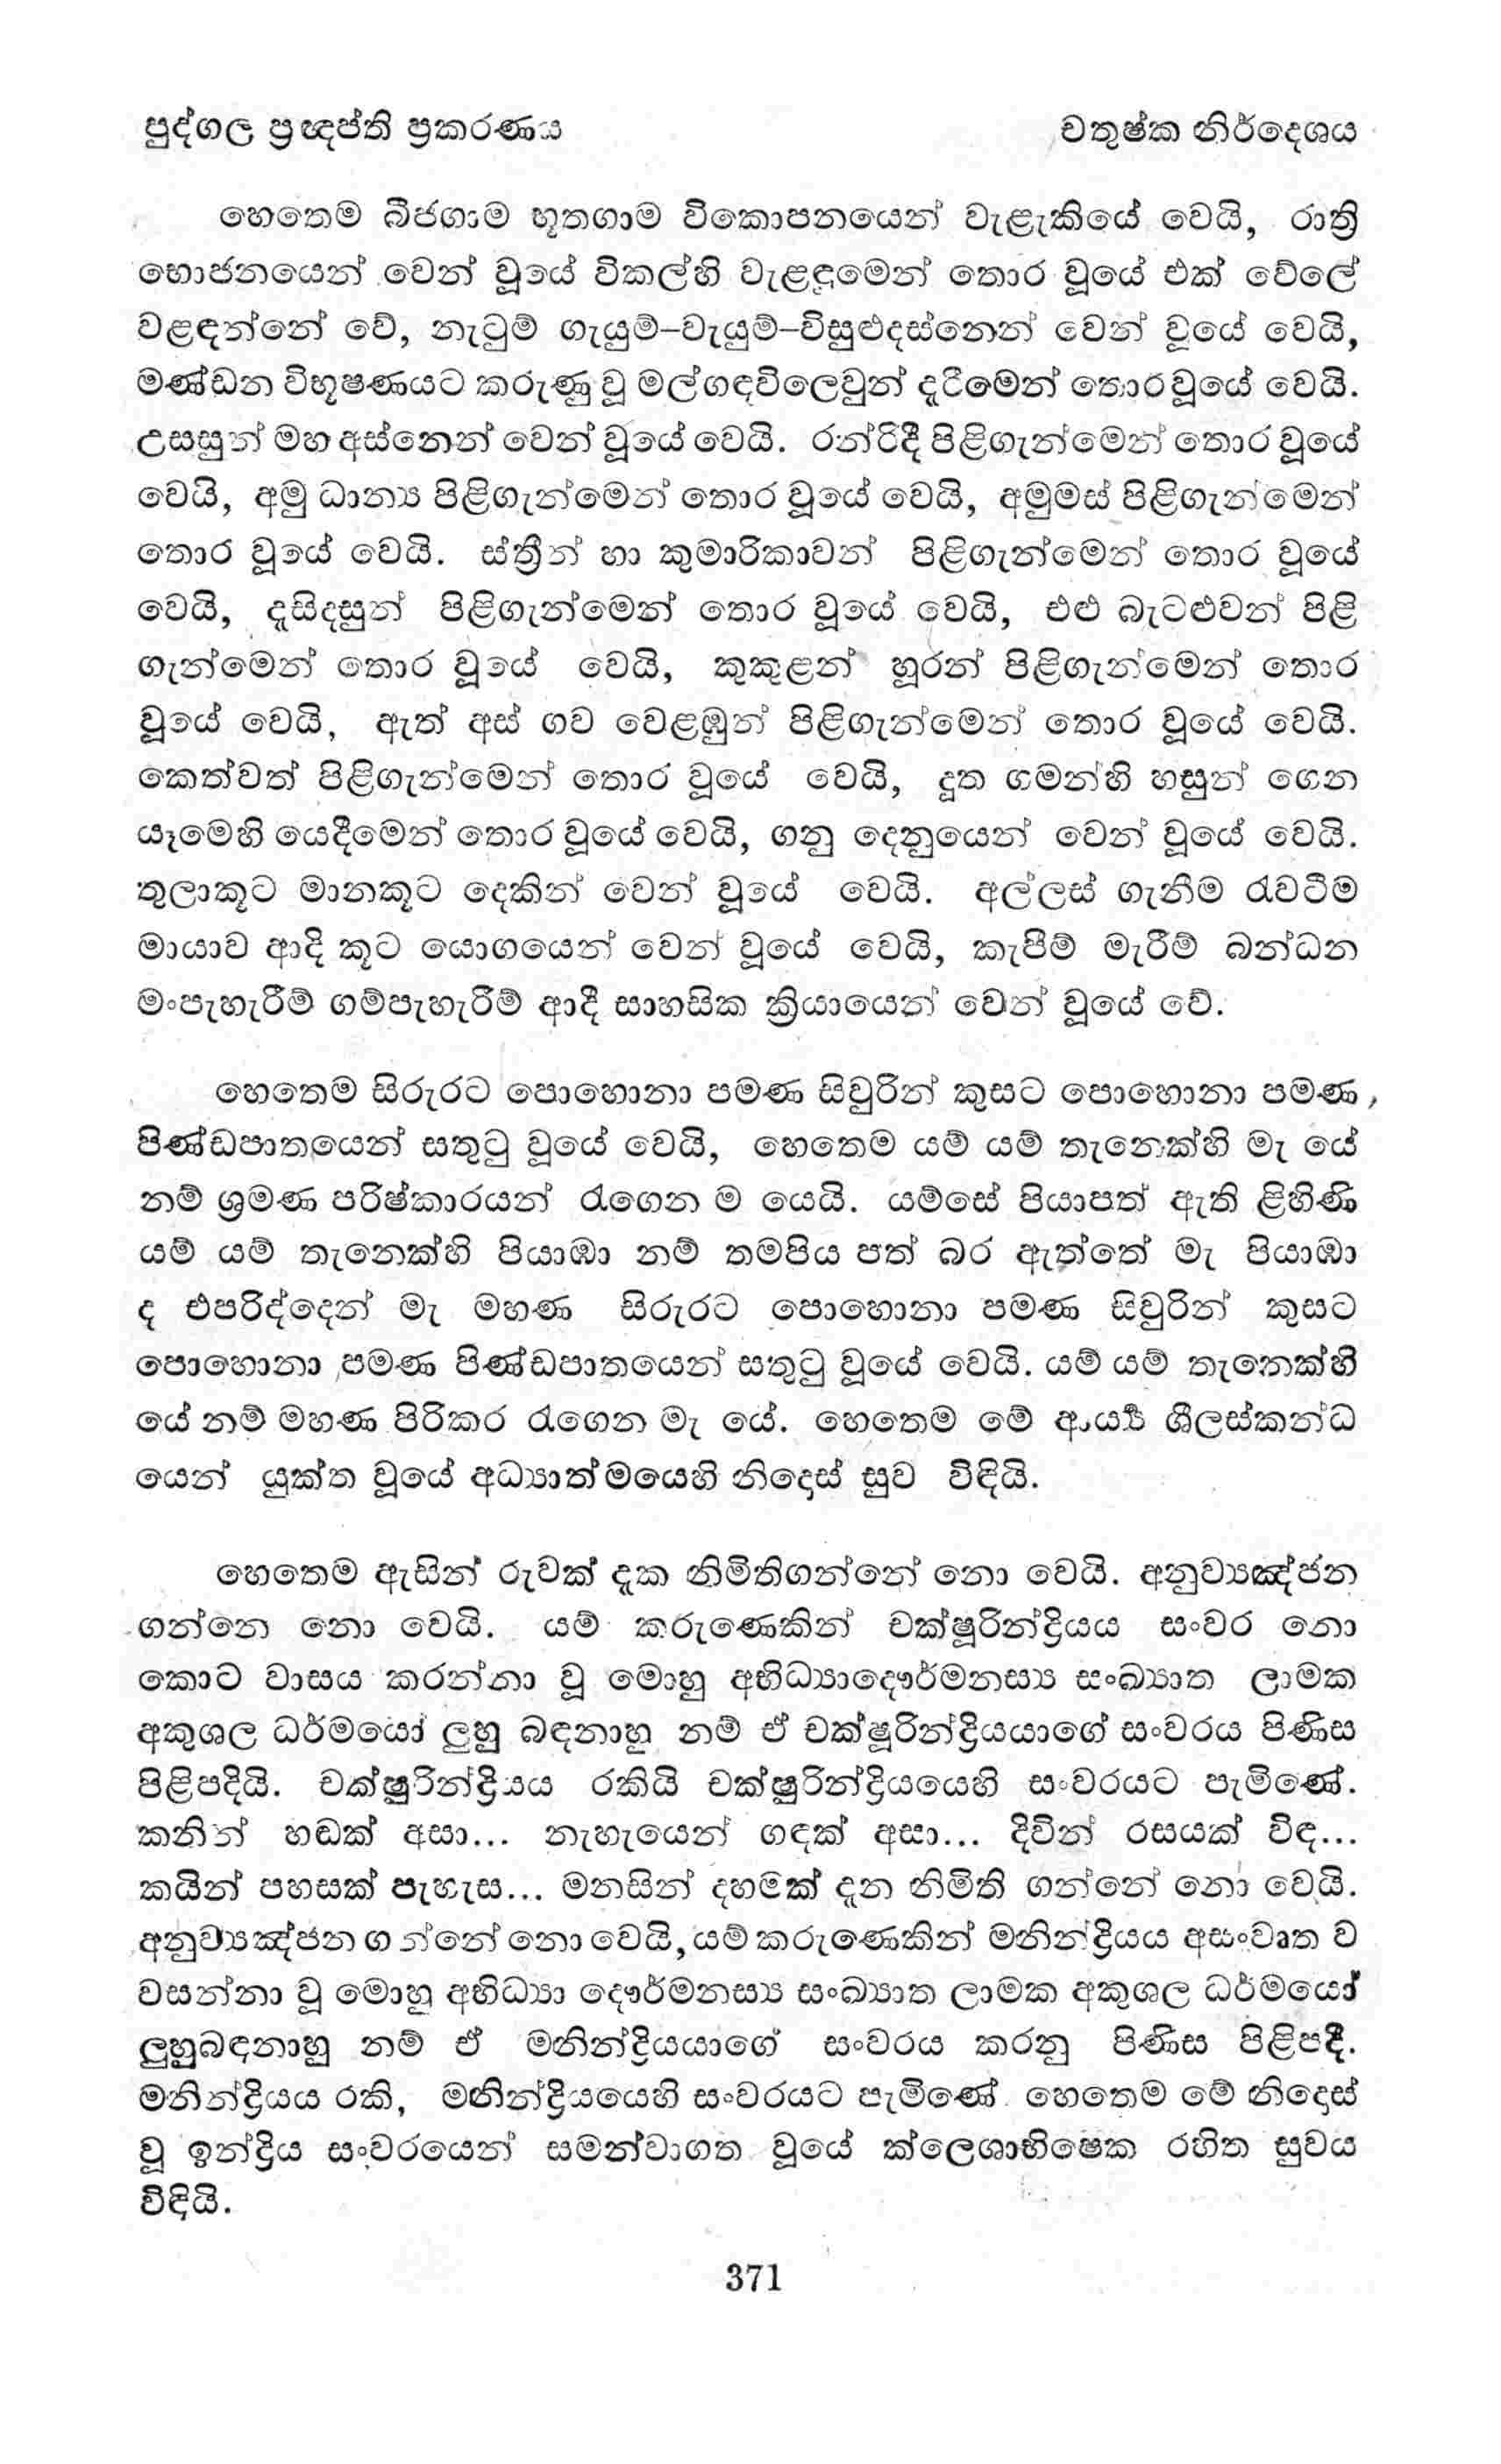 පුද්ගල ප්‍රඥප්ති ප්‍රකරණය
චතුෂ්ක නිර්දෙශය
හෙතෙම බීජගාම භූතගාම විකොපනයෙන් වැළැකියේ වෙයි, රාත්‍රි
භොජනයෙන් වෙන් වූයේ විකල්හි වැළඳුමෙන් තොර වූයේ එක් වේලේ
වළඳන්නේ වේ, නැටුම් ගැයුම්–වැයුම්–විසුළුදස්නෙන් වෙන් වූයේ වෙයි,
මණ්ඩන විභූෂණයට කරුණු වූ මල්ගඳවිලෙවුන් දැරීමෙන් තොරවූයේ වෙයි.
උසසුන් මහ අස්නෙන් වෙන් වූයේ වෙයි. රන්රිදී පිළිගැන්මෙන් තොර වූයේ
වෙයි, අමු ධාන්‍ය පිළිගැන්මෙන් තොර වූයේ වෙයි, අමුමස් පිළිගැන්මෙන්
තොර වූයේ වෙයි. ස්ත්‍රීන් හා කුමාරිකාවන් පිළිගැන්මෙන් තොර වූයේ
වෙයි, දැසිදසුන් පිළිගැන්මෙන් තොර වූයේ වෙයි, එළු බැටළුවන් පිළි
ගැන්මෙන් තොර වූයේ වෙයි, කුකුළන් හූරන් පිළිගැන්මෙන් තොර
වූයේ වෙයි, ඇත් අස් ගව වෙළඹුන් පිළිගැන්මෙන් තොර වූයේ වෙයි.
කෙත්වත් පිළිගැන්මෙන් තොර වූයේ වෙයි, දූත ගමන්හි හසුන් ගෙන
යෑමෙහි යෙදීමෙන් තොර වූයේ වෙයි, ගනු දෙනුයෙන් වෙන් වූයේ වෙයි.
තුලාකූට මානකූට දෙකින් වෙන් වූයේ වෙයි. අල්ලස් ගැනීම රැවටීම
මායාව ආදි කූට යොගයෙන් වෙන් වූයේ වෙයි, කැපීම් මැරීම් බන්ධන
මංපැහැරීම් ගම්පැහැරීම් ආදී සාහසික ක්‍රියායෙන් වෙන් වූයේ වේ.
හෙතෙම සිරුරට පොහොනා පමණ සිවුරින් කුසට පොහොනා පමණ,
පිණ්ඩපාතයෙන් සතුටු වූයේ වෙයි, හෙතෙම යම් යම් තැනෙක්හි මැ යේ
නම් ශ්‍රමණ පරිෂ්කාරයන් රැගෙන ම යෙයි. යම්සේ පියාපත් ඇති ළිහිණි
යම් යම් තැනෙක්හි පියාඹා නම් තමපිය පත් බර ඇත්තේ මැ පියාඹා
ද එපරිද්දෙන් මැ මහණ සිරුරට පොහොනා පමණ සිවුරින් කුසට
පොහොනා පමණ පිණ්ඩපාතයෙන් සතුටු වූයේ වෙයි. යම් යම් තැනෙක්හි
යේ නම් මහණ පිරිකර රැගෙන මැ යේ. හෙතෙම මේ ආර්‍ය්‍ය ශීලස්කන්ධ
යෙන් යුක්ත වූයේ අධ්‍යාත්මයෙහි නිදොස් සුව විඳියි.
හෙතෙම ඇසින් රුවක් දැක නිමිතිගන්නේ නො වෙයි. අනුව්‍යඤ්ජන
ගන්නෙ නො වෙයි. යම් කරුණෙකින් චක්ෂූරින්ද්‍රියය සංවර නො
කොට වාසය කරන්නා වූ මොහු අභිධ්‍යාදෞර්මනස්‍ය සංඛ්‍යාත ලාමක
අකුශල ධර්මයෝ ලුහු බඳනාහු නම් ඒ චක්ෂූරින්ද්‍රියයාගේ සංවරය පිණිස
පිළිපදියි. චක්ෂුරින්ද්‍රියය රකියි චක්ෂුරින්ද්‍රියයෙහි සංවරයට පැමිණේ.
කනින් හඬක් අසා... නැහැයෙන් ගඳක් අසා... දිවින් රසයක් විඳ...
කයින් පහසක් පැහැස... මනසින් දහමක් දැන නිමිති ගන්නේ නො වෙයි.
අනුව්‍යඤ්ජන ගන්නේ නො වෙයි, යම් කරුණෙකින් මනින්ද්‍රියය අසංවෘත ව
වසන්නා වූ මොහු අභිධ්‍යා දෞර්මනස්‍ය සංඛ්‍යාත ලාමක අකුශල ධර්මයෝ
ලුහුබඳනාහු නම් ඒ මනින්ද්‍රියයාගේ සංවරය කරනු පිණිස පිළිපදී.
මනින්ද්‍රියය රකි, මනින්ද්‍රියයෙහි සංවරයට පැමිණේ. හෙතෙම මේ නිදොස්
වූ ඉන්ද්‍රිය සංවරයෙන් සමන්වාගත වූයේ ක්ලෙශාභිෂෙක රහිත සුවය
විඳියි.
371